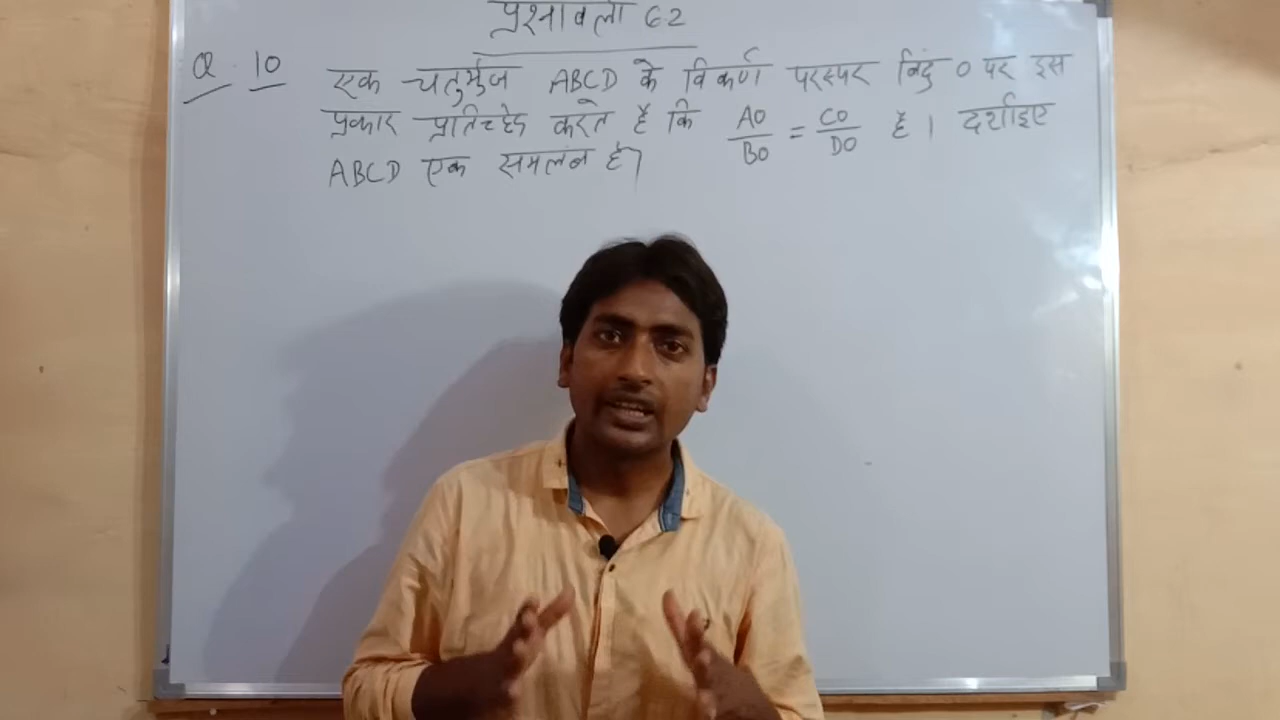 प्रश्नावली 6.2
Q. 10 एक चतुर्भुज ABCD के विकर्ण परस्पर बिंदु O पर इस
प्रकार प्रतिच्छेद करते हैं कि AO/BO = CO/DO है। दर्शाइए
ABCD एक समलंब है।